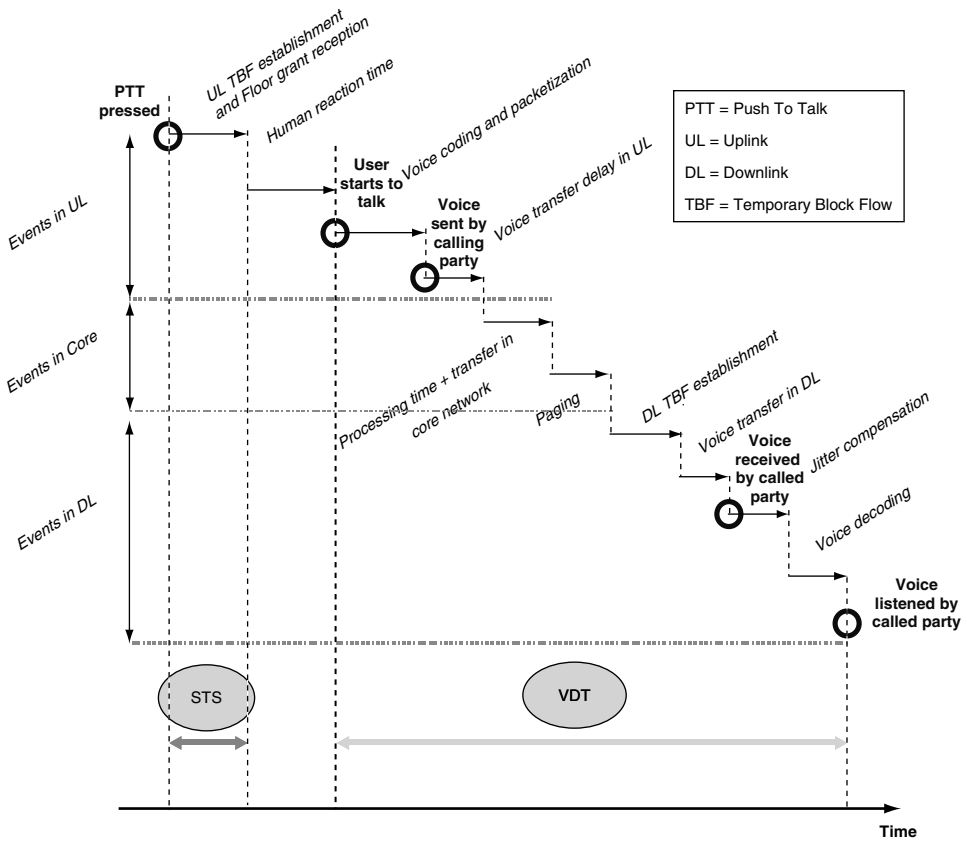 UL TBF establishment
and Floor grant reception
PTT
pressed
Human reaction time
Voice coding and packetization
User
starts to
talk
Voice
sent by
calling
party
Voice transfer delay in UL
PTT = Push To Talk
UL = Uplink
DL = Downlink
TBF = Temporary Block Flow
Events in UL
Events in Core
Events in DL
Processing time + transfer in
core network
Paging
DL TBF establishment
Voice transfer in DL
Voice
received
by called
party
Jitter compensation
Voice decoding
Voice
listened by
called party
STS
VDT
Time